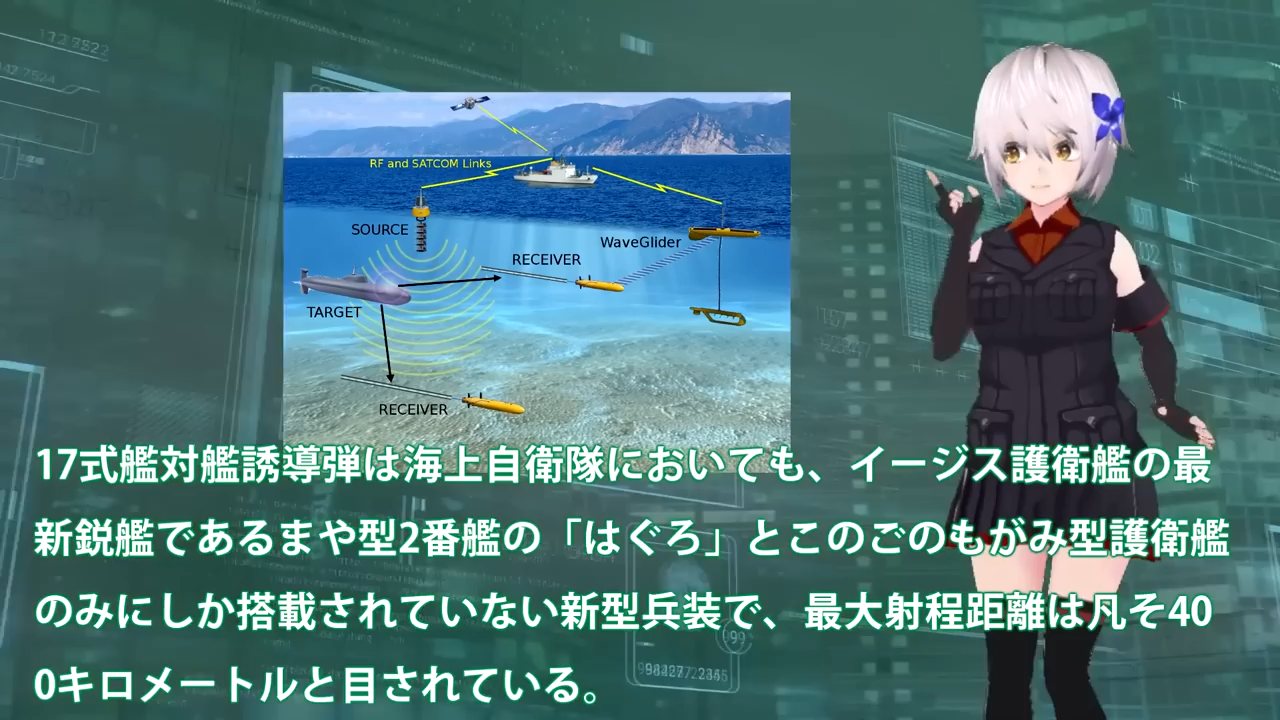 RF and SATCOM Links
SOURCE
WaveGlider
RECEIVER
TARGET
RECEIVER
17式艦対艦誘導弾は海上自衛隊においても、イージス護衛艦の最
新鋭艦であるまや型2番艦の「はぐろ」とこのごのもがみ型護衛艦
のみにしか搭載されていない新型兵装で、最大射程距離は凡そ40
0キロメートルと目されている。